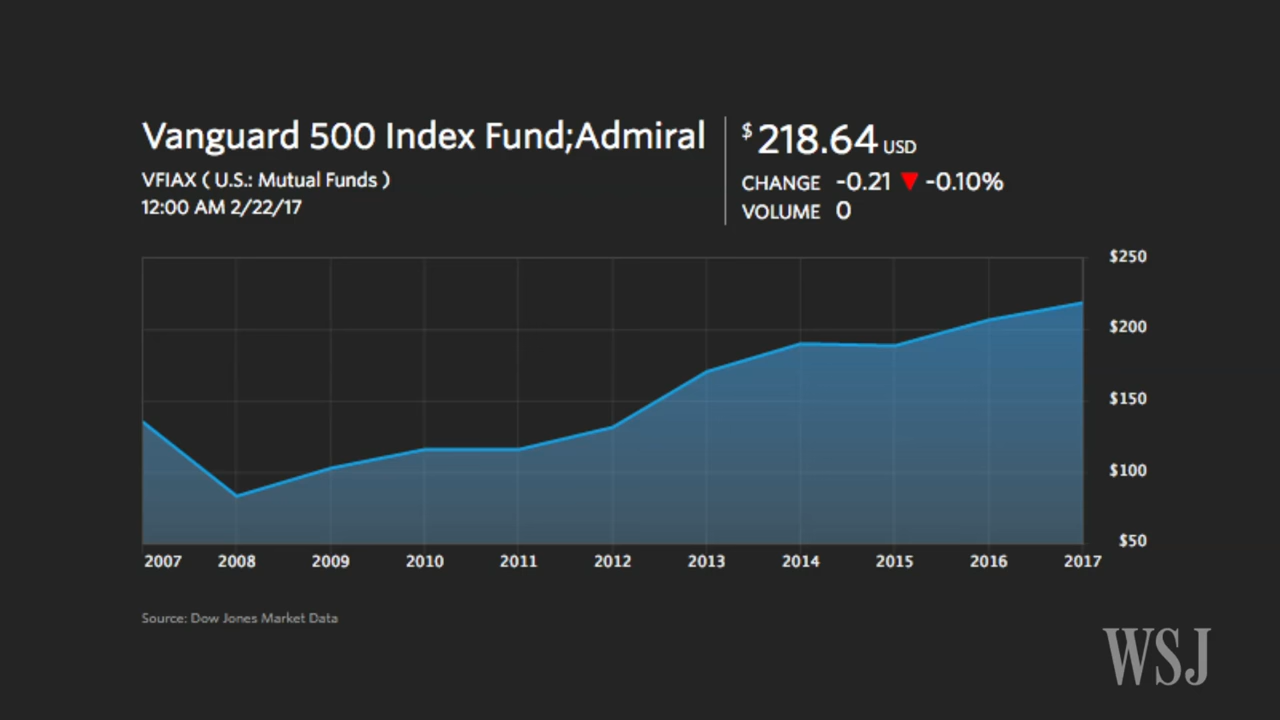 Vanguard 500 Index Fund;Admiral
VFIAX ( U.S.: Mutual Funds )
12:00 AM 2/22/17
$ 218.64 USD
CHANGE -0.21 ▼ -0.10%
VOLUME 0
$250
$200
$150
$100
$50
2007 2008 2009 2010 2011 2012 2013 2014 2015 2016 2017
Source: Dow Jones Market Data
WSJ